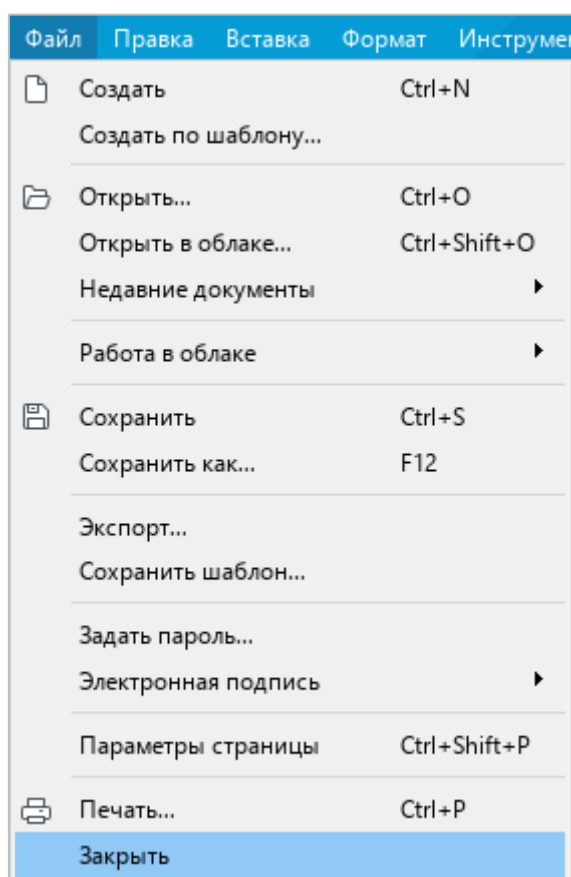 Файл Правка Вставка Формат
Создать Ctrl+N
Создать по шаблону...
Открыть... Ctrl+O
Открыть в облаке... Ctrl+Shift+O
Недавние документы
Работа в облаке
Сохранить Ctrl+S
Сохранить как... F12
Экспорт...
Сохранить шаблон...
Задать пароль...
Электронная подпись
Параметры страницы Ctrl+Shift+P
Печать... Ctrl+P
Закрыть